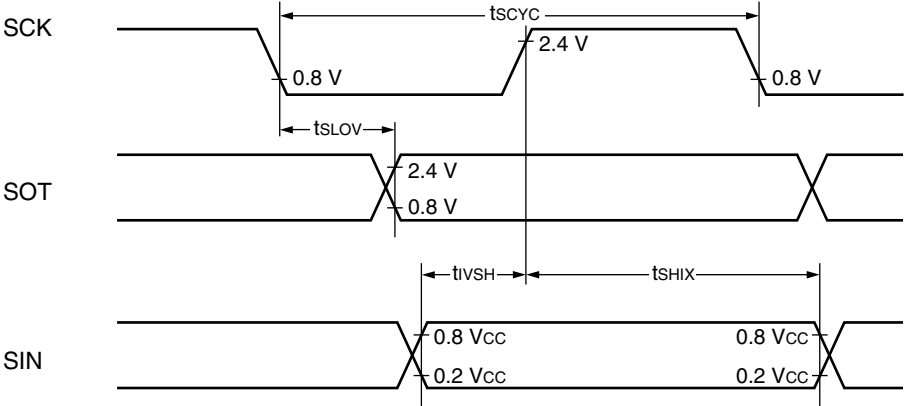 tSCYC
SCK
2.4 V
0.8 V
0.8 V
tSLOV
SOT
2.4 V
0.8 V
tIVSH
tSHIX
SIN
0.8 VCC
0.8 VCC
0.2 VCC
0.2 VCC